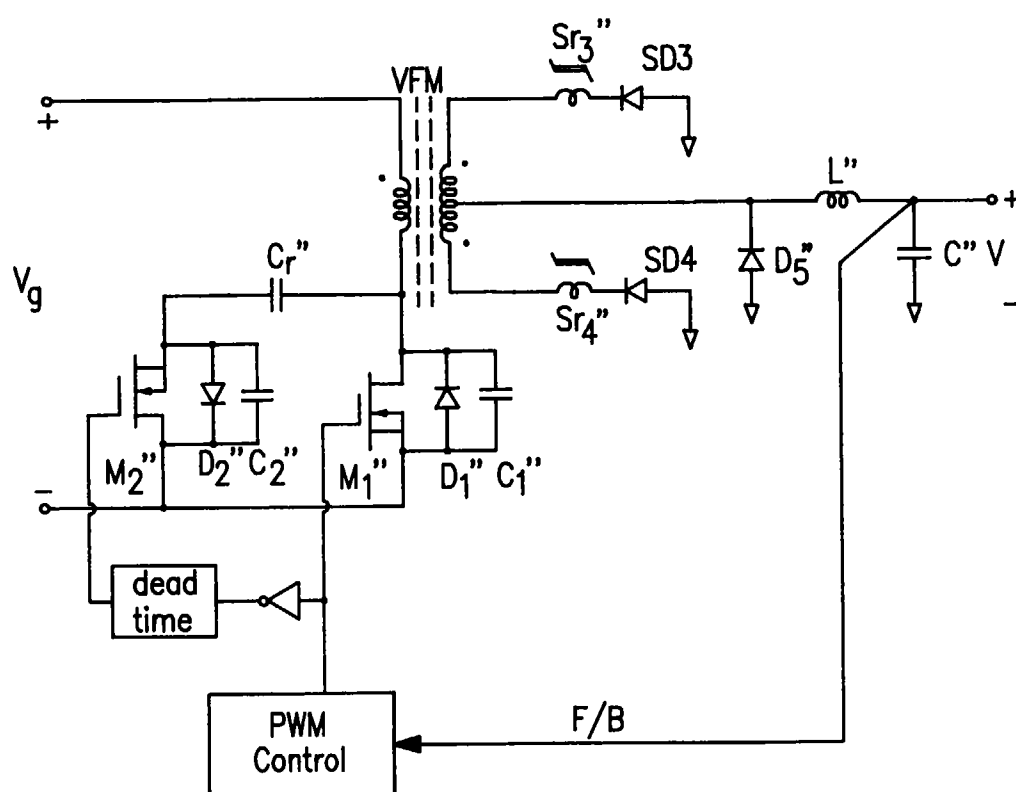 Sr3"
SD3
VFM
+
L"
+
Cr"
Vg
SD4
D5"
C" V
Sr4"
−
M2"
D2" C2"
M1"
D1" C1"
−
dead
time
PWM
Control
F/B